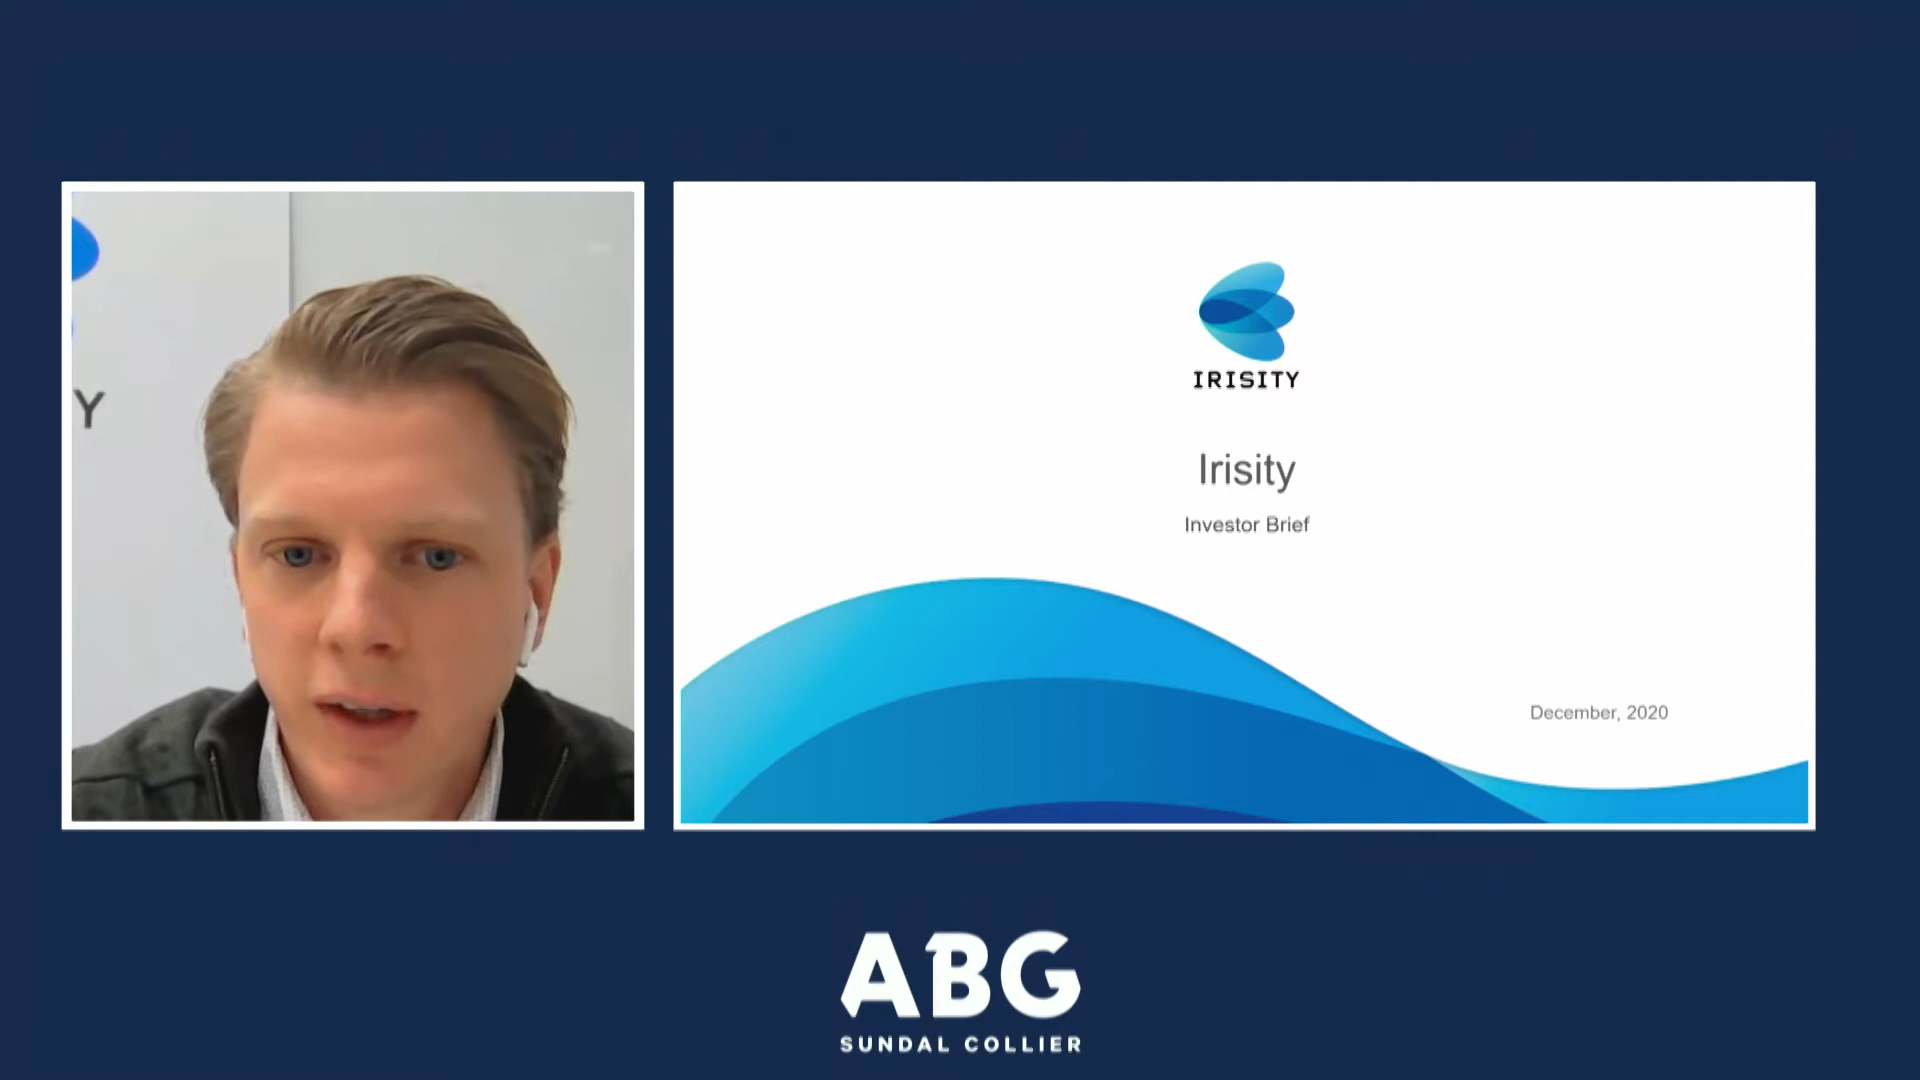 Y
IRISITY
Irisity
Investor Brief
December, 2020
ABG
SUNDAL COLLIER